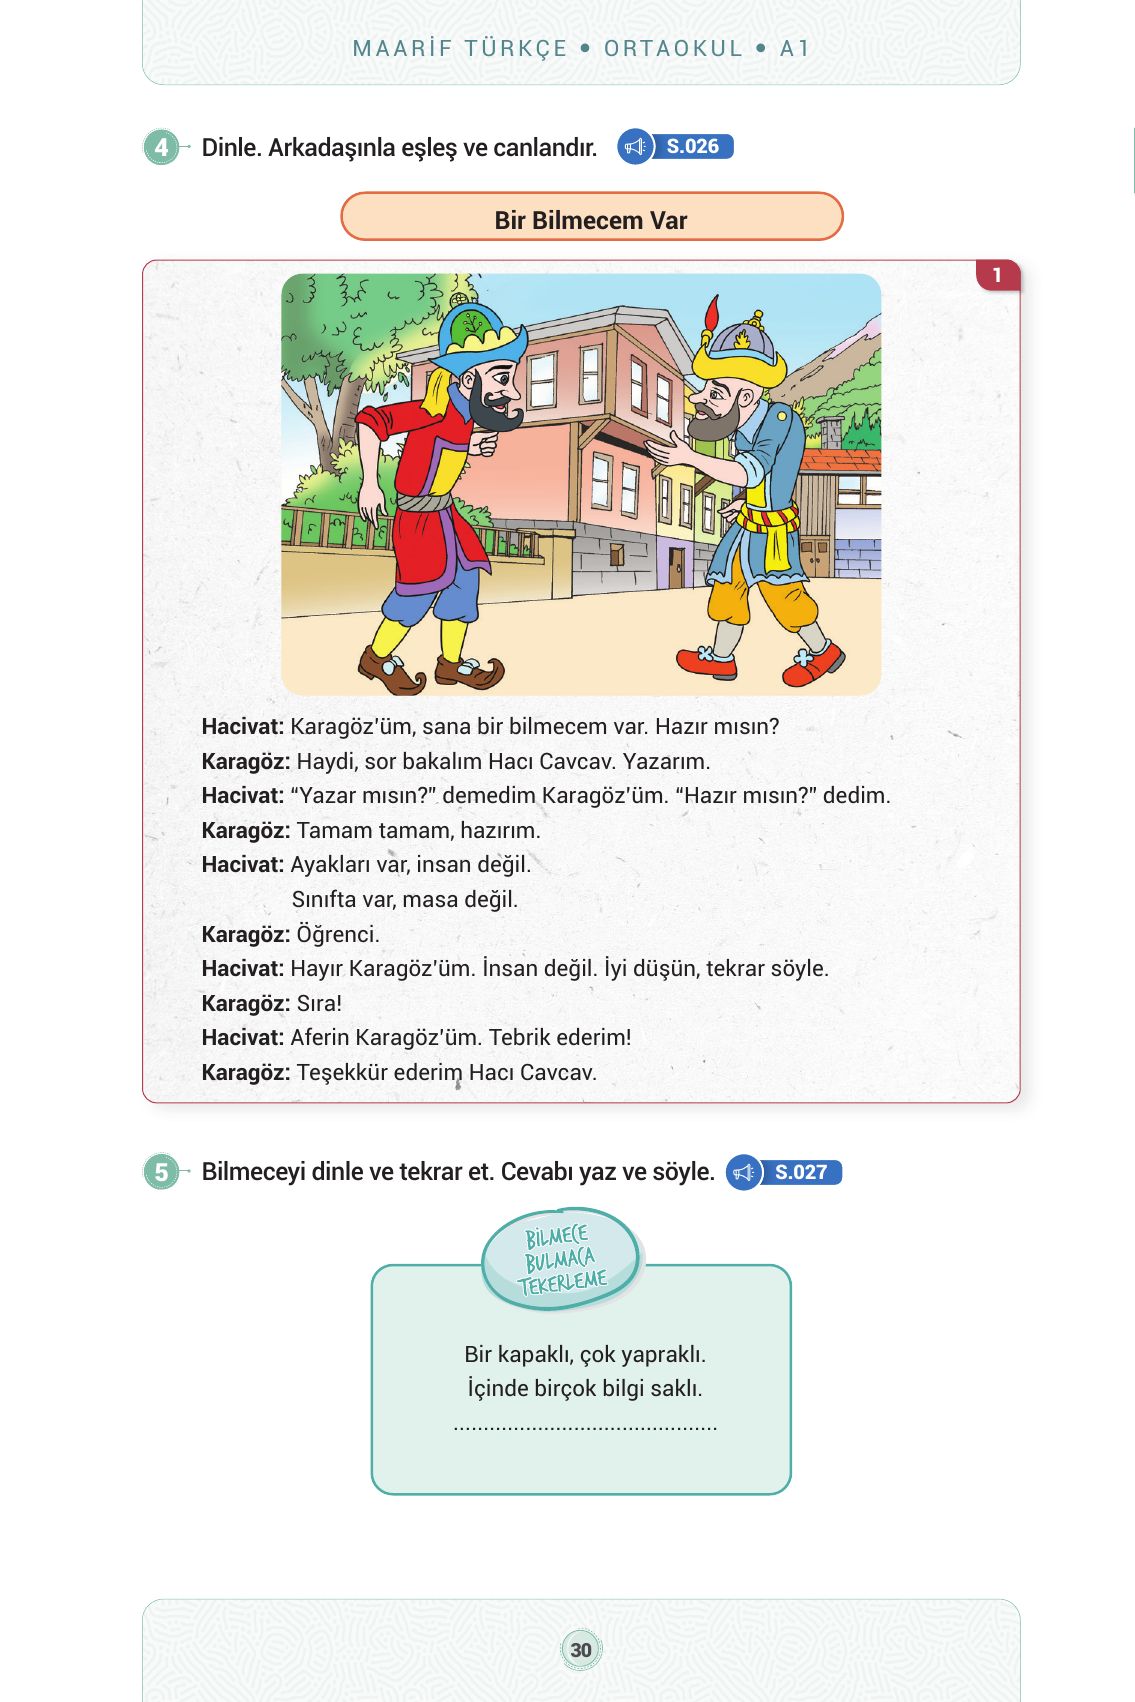 MAARİF TÜRKÇE • ORTAOKUL • A1
4 Dinle. Arkadaşınla eşleş ve canlandır. S.026
Bir Bilmecem Var
1
Hacivat: Karagöz'üm, sana bir bilmecem var. Hazır mısın?
Karagöz: Haydi, sor bakalım Hacı Cavcav. Yazarım.
Hacivat: “Yazar mısın?” demedim Karagöz'üm. “Hazır mısın?” dedim.
Karagöz: Tamam tamam, hazırım.
Hacivat: Ayakları var, insan değil.
Sınıfta var, masa değil.
Karagöz: Öğrenci.
Hacivat: Hayır Karagöz'üm. İnsan değil. İyi düşün, tekrar söyle.
Karagöz: Sıra!
Hacivat: Aferin Karagöz'üm. Tebrik ederim!
Karagöz: Teşekkür ederim Hacı Cavcav.
5 Bilmeceyi dinle ve tekrar et. Cevabı yaz ve söyle. S.027
BİLMECE
BULMACA
TEKERLEME
Bir kapaklı, çok yapraklı.
İçinde birçok bilgi saklı.
............................................
30